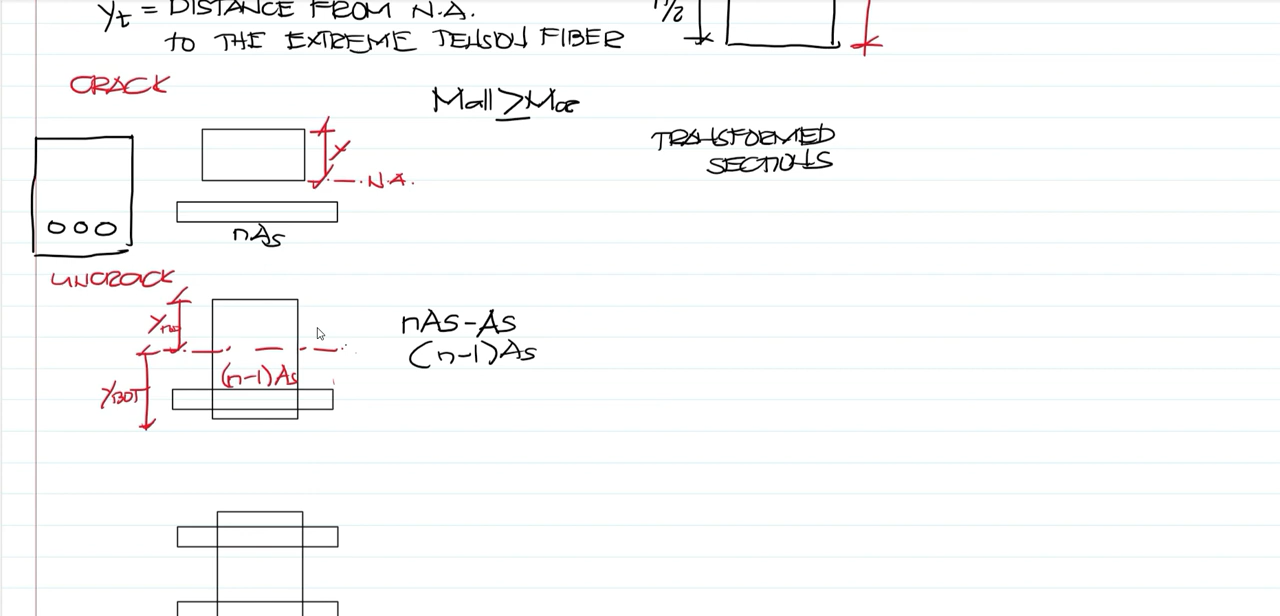 yt = DISTANCE FROM N.A.
TO THE EXTREME TENSION FIBER
h/2
CRACK
Mall ≥ Mcr
TRANSFORMED
SECTIONS
y
N.A.
nAs
UNCRACK
nAs-As
(n-1)As
(n-1)As
yBOT